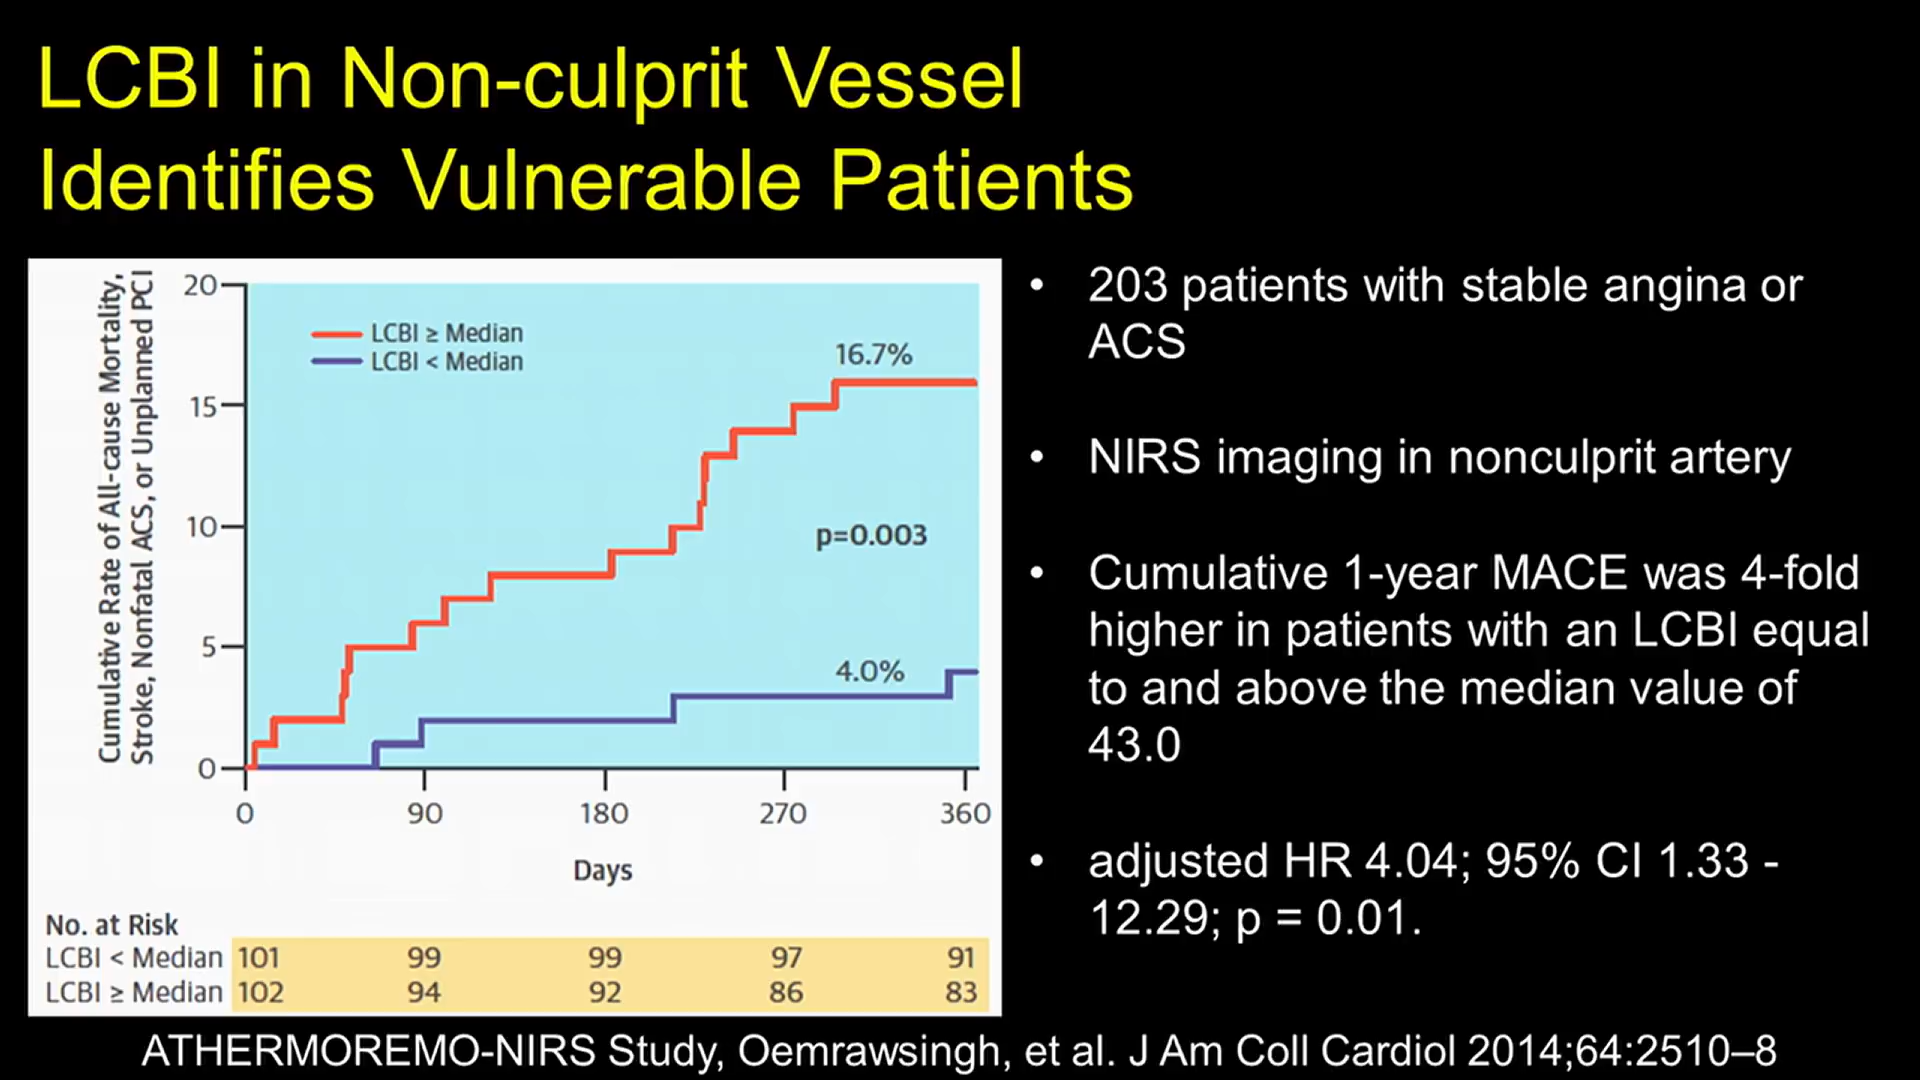 LCBI in Non-culprit Vessel
Identifies Vulnerable Patients
Cumulative Rate of All-cause Mortality,
Stroke, Nonfatal ACS, or Unplanned PCI
20
15
10
5
0
LCBI ≥ Median
LCBI < Median
16.7%
p=0.003
4.0%
0 90 180 270 360
Days
No. at Risk
LCBI < Median 101 99 99 97 91
LCBI ≥ Median 102 94 92 86 83
• 203 patients with stable angina or
ACS
• NIRS imaging in nonculprit artery
• Cumulative 1-year MACE was 4-fold
higher in patients with an LCBI equal
to and above the median value of
43.0
• adjusted HR 4.04; 95% CI 1.33 -
12.29; p = 0.01.
ATHERMOREMO-NIRS Study, Oemrawsingh, et al. J Am Coll Cardiol 2014;64:2510–8